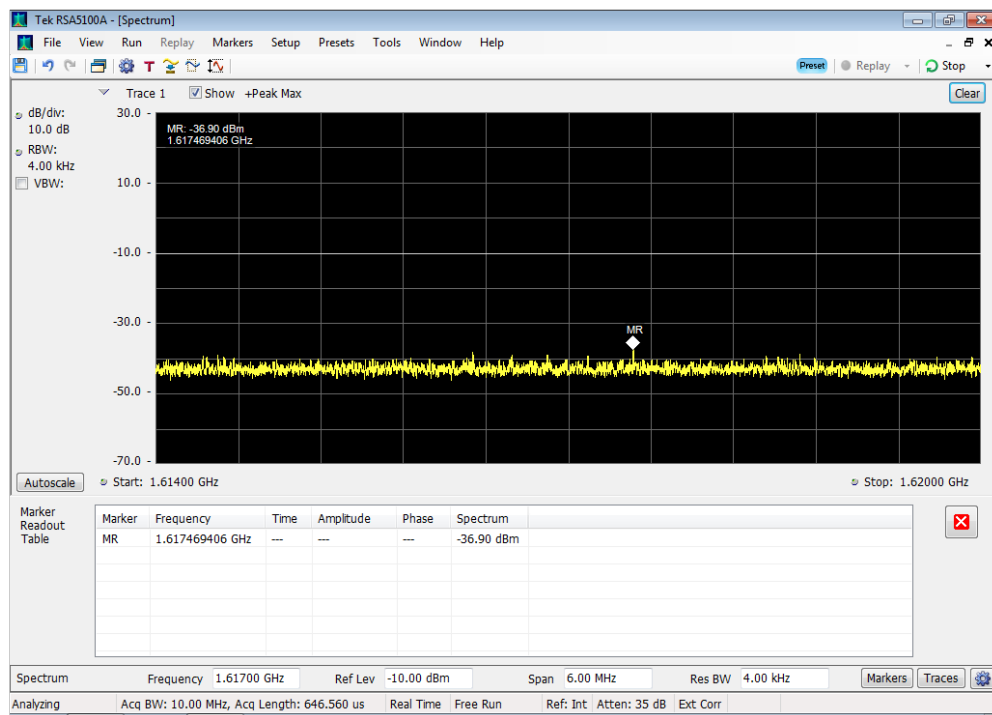 Tek RSA5100A - [Spectrum]
File View Run Replay Markers Setup Presets Tools Window Help
T Preset Replay Stop
Trace 1 Show +Peak Max Clear
dB/div:
10.0 dB
RBW:
4.00 kHz
VBW:
30.0
10.0
-10.0
-30.0
-50.0
-70.0
MR: -36.90 dBm
1.617469406 GHz
MR
Autoscale Start: 1.61400 GHz Stop: 1.62000 GHz
Marker
Readout
Table
Marker Frequency Time Amplitude Phase Spectrum
MR 1.617469406 GHz --- --- --- -36.90 dBm
Spectrum Frequency 1.61700 GHz Ref Lev -10.00 dBm Span 6.00 MHz Res BW 4.00 kHz Markers Traces
Analyzing Acq BW: 10.00 MHz, Acq Length: 646.560 us Real Time Free Run Ref: Int Atten: 35 dB Ext Corr